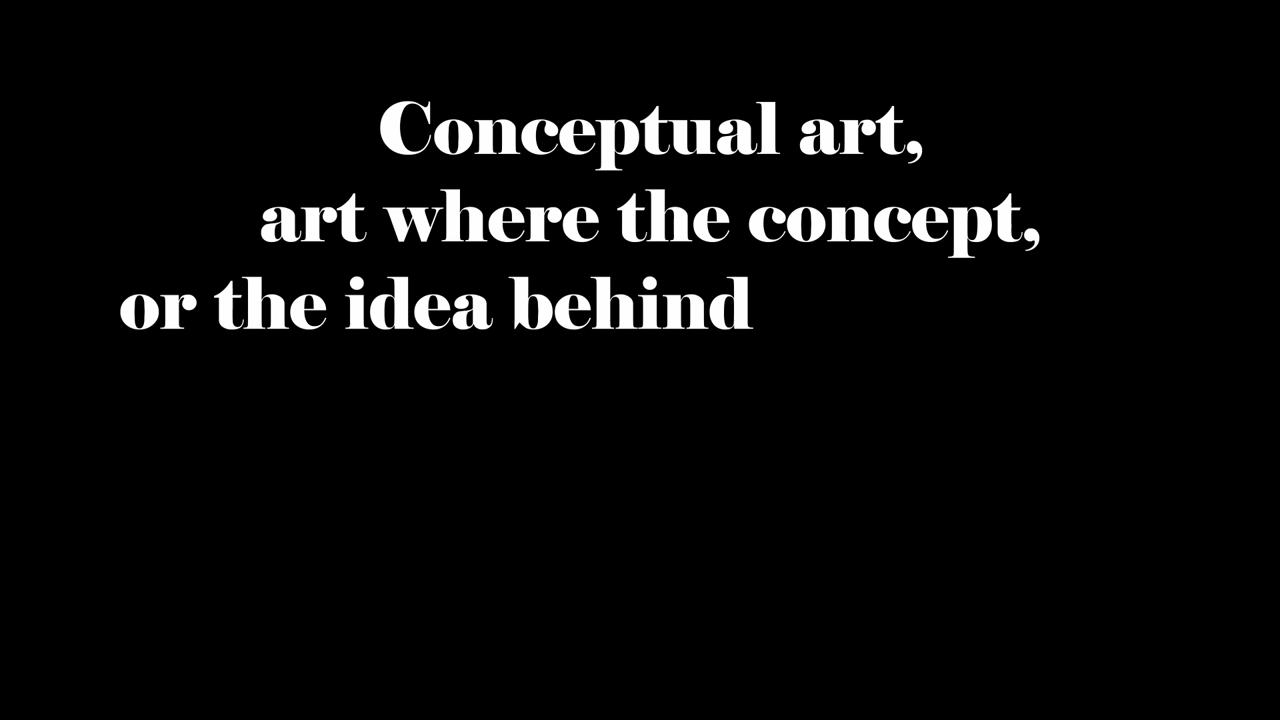 Conceptual art,
art where the concept,
or the idea behind